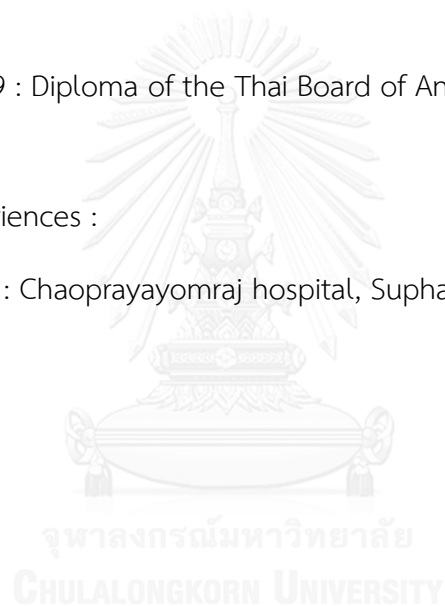 9 : Diploma of the Thai Board of An
riences :
: Chaoprayayomraj hospital, Supha
จุฬาลงกรณ์มหาวิทยาลัย
CHULALONGKORN UNIVERSITY